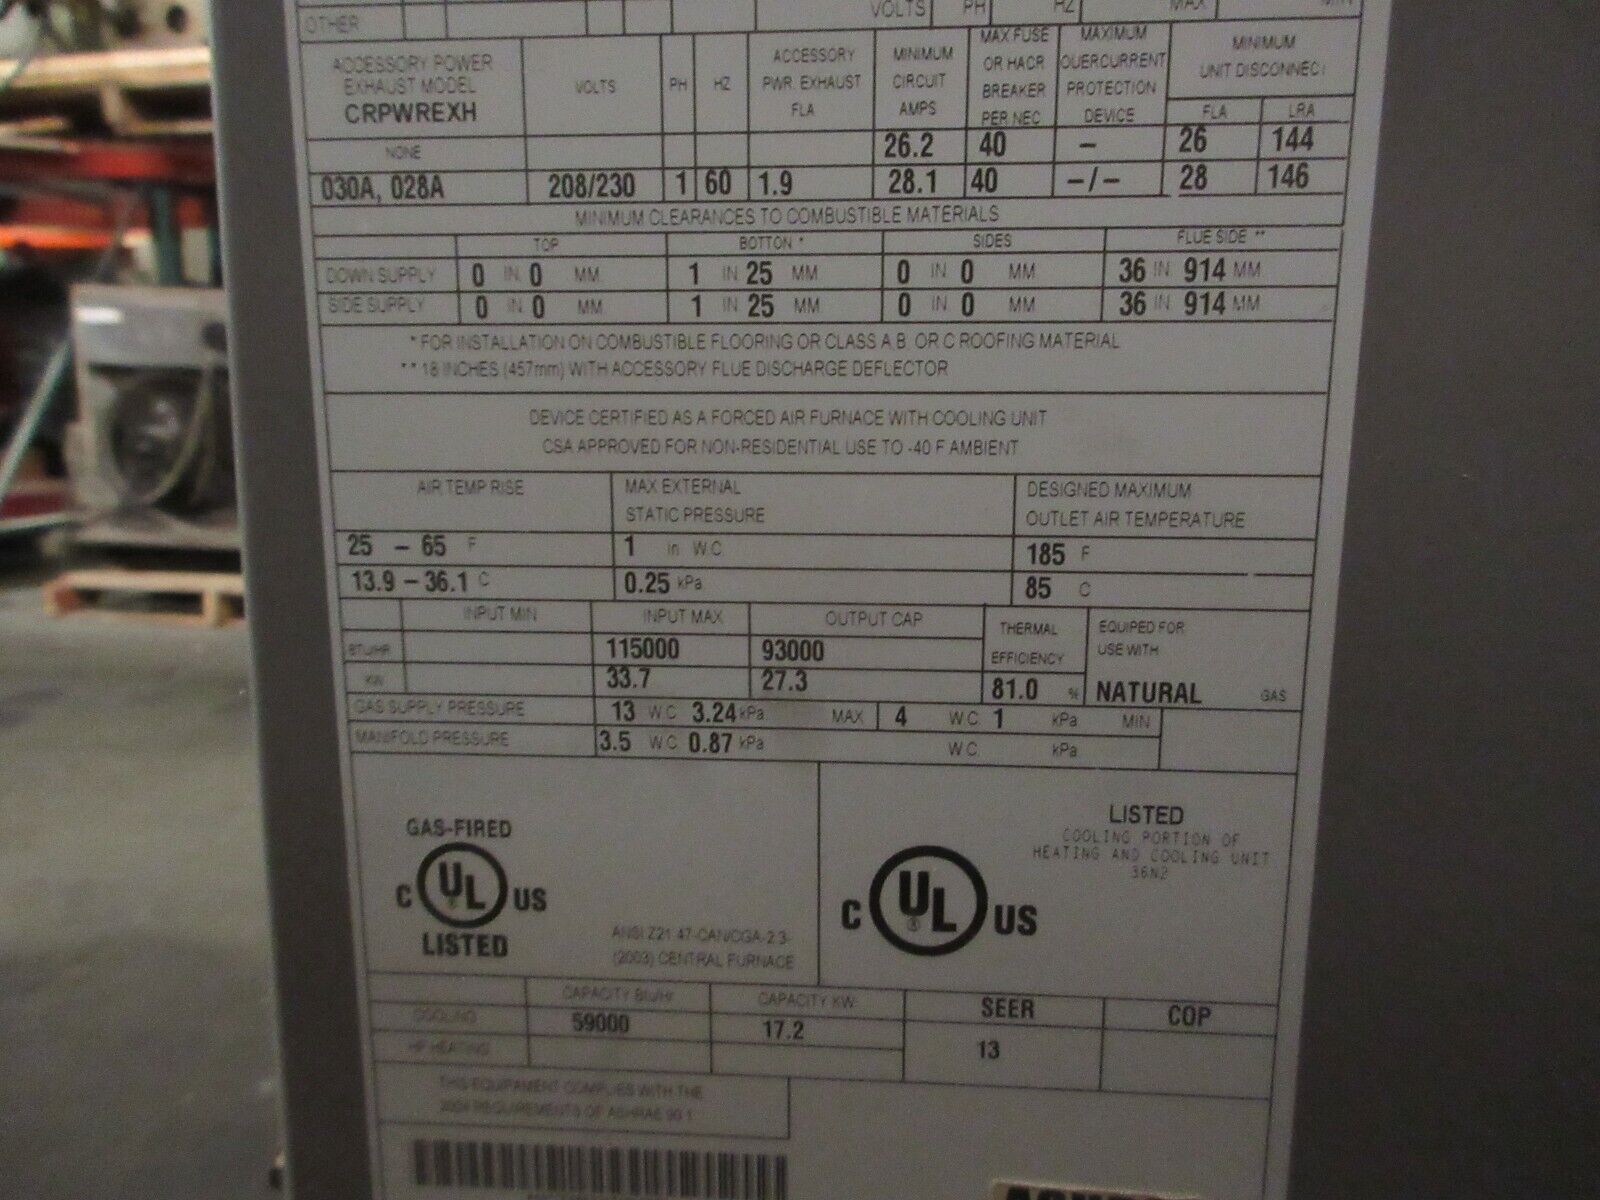 VOLTS PH HZ MAX MIN
OTHER
ACCESSORY POWER EXHAUST MODEL CRPWREXH VOLTS PH HZ ACCESSORY PWR. EXHAUST FLA MINIMUM CIRCUIT AMPS MAX FUSE OR HACR BREAKER PER NEC MAXIMUM OUERCURRENT PROTECTION DEVICE MINIMUM UNIT DISCONNECT
FLA LRA
NONE 26.2 40 – 26 144
030A, 028A 208/230 1 60 1.9 28.1 40 –/– 28 146
MINIMUM CLEARANCES TO COMBUSTIBLE MATERIALS
TOP BOTTON * SIDES FLUE SIDE **
DOWN SUPPLY 0 IN 0 MM 1 IN 25 MM 0 IN 0 MM 36 IN 914 MM
SIDE SUPPLY 0 IN 0 MM 1 IN 25 MM 0 IN 0 MM 36 IN 914 MM
* FOR INSTALLATION ON COMBUSTIBLE FLOORING OR CLASS A B OR C ROOFING MATERIAL
** 18 INCHES (457mm) WITH ACCESSORY FLUE DISCHARGE DEFLECTOR
DEVICE CERTIFIED AS A FORCED AIR FURNACE WITH COOLING UNIT
CSA APPROVED FOR NON-RESIDENTIAL USE TO -40 F AMBIENT
AIR TEMP RISE MAX EXTERNAL STATIC PRESSURE DESIGNED MAXIMUM OUTLET AIR TEMPERATURE
25 – 65 F 1 in W.C 185 F
13.9 – 36.1 C 0.25 kPa 85 C
INPUT MIN INPUT MAX OUTPUT CAP THERMAL EFFICIENCY EQUIPED FOR USE WITH
BTU/HR 115000 93000
KW 33.7 27.3 81.0 % NATURAL GAS
GAS SUPPLY PRESSURE 13 W.C 3.24 kPa MAX 4 W.C 1 kPa MIN
MANIFOLD PRESSURE 3.5 W.C 0.87 kPa W.C kPa
GAS-FIRED
C UL US
LISTED
ANSI Z21.47-CAN/CGA-2.3-
(2003) CENTRAL FURNACE
LISTED
COOLING PORTION OF
HEATING AND COOLING UNIT
36N2
C UL ® US
CAPACITY Btu/Hr CAPACITY KW SEER COP
COOLING 59000 17.2 13
HP HEATING
THIS EQUIPAMENT COMPLIES WITH THE
2004 REQUIREMENTS OF ASHRAE 90.1